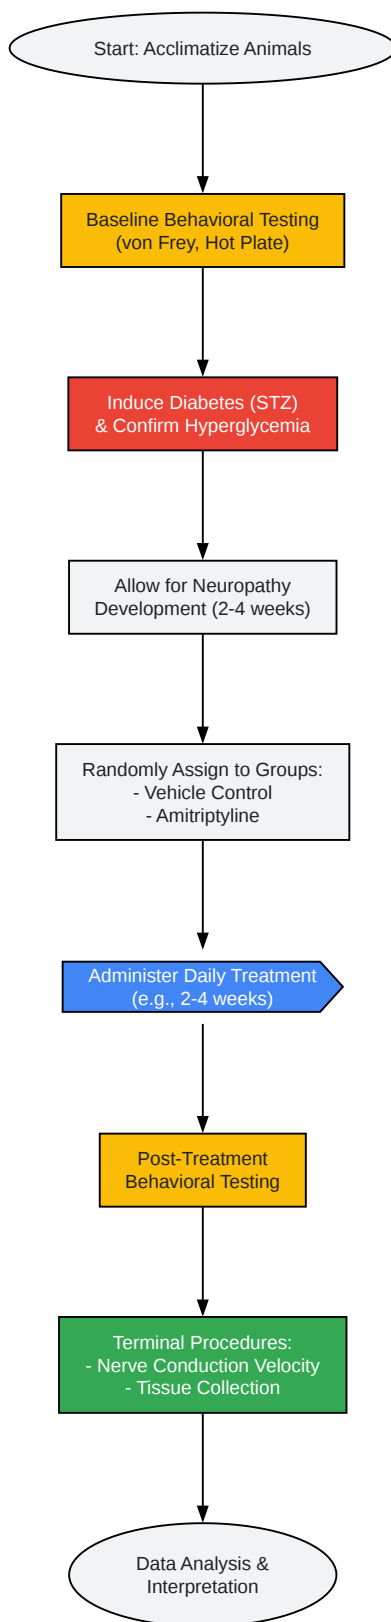 Start: Acclimatize Animals
Baseline Behavioral Testing
(von Frey, Hot Plate)
Induce Diabetes (STZ)
& Confirm Hyperglycemia
Allow for Neuropathy
Development (2-4 weeks)
Randomly Assign to Groups:
- Vehicle Control
- Amitriptyline
Administer Daily Treatment
(e.g., 2-4 weeks)
Post-Treatment
Behavioral Testing
Terminal Procedures:
- Nerve Conduction Velocity
- Tissue Collection
Data Analysis &
Interpretation